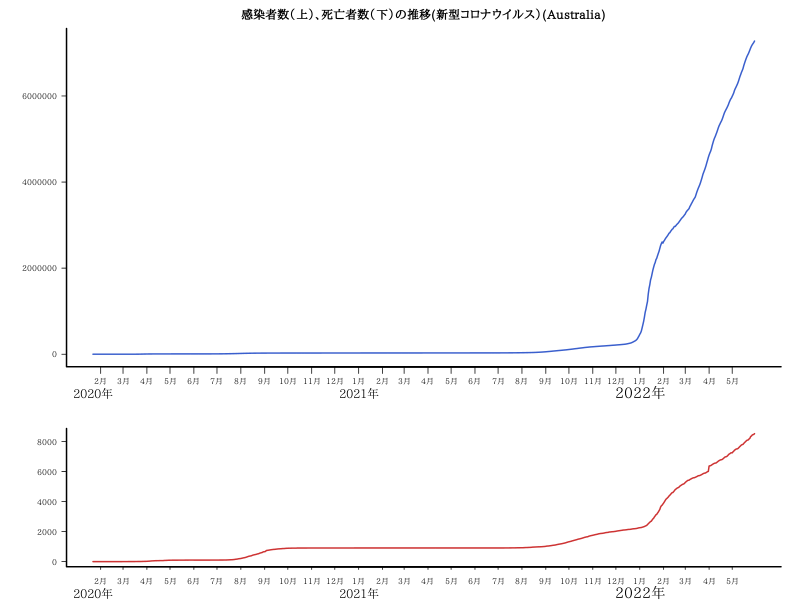 感染者数(上)、死亡者数(下)の推移(新型コロナウイルス)(Australia)
6000000
4000000
2000000
0
2月 3月 4月 5月 6月 7月 8月 9月 10月 11月 12月 1月 2月 3月 4月 5月 6月 7月 8月 9月 10月 11月 12月 1月 2月 3月 4月 5月
2020年 2021年 2022年
8000
6000
4000
2000
0
2月 3月 4月 5月 6月 7月 8月 9月 10月 11月 12月 1月 2月 3月 4月 5月 6月 7月 8月 9月 10月 11月 12月 1月 2月 3月 4月 5月
2020年 2021年 2022年